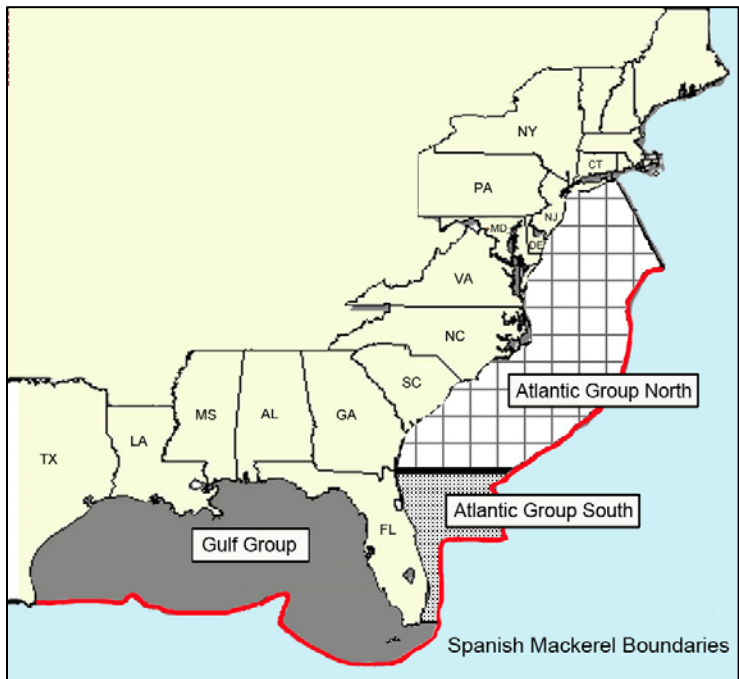 NY
CT
PA
NJ
MD
DE
VA
NC
SC
Atlantic Group North
MS
AL
GA
LA
TX
Atlantic Group South
FL
Gulf Group
Spanish Mackerel Boundaries